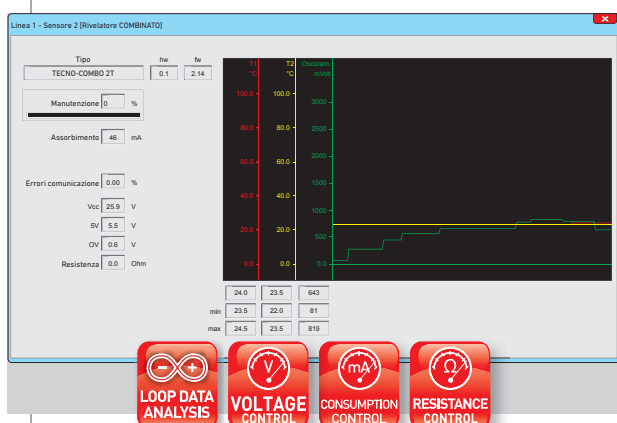 Linea 1 - Sensore 2 [Rivelatore COMBINATO]
Tipo hw fw
TECNO-COMBO 2T 0.1 2.14
Manutenzione 0 %
Assorbimento 46 mA
Errori comunicazione 0.00 %
Vcc 25.9 V
5V 5.5 V
OV 0.6 V
Resistenza 0.0 Ohm
T1 T2 Oscuram.
°C °C mVolt
100.0 100.0 3000
80.0 80.0 2500
2000
60.0 60.0
1500
40.0 40.0
1000
20.0 20.0
500
0.0 0.0 0.0
24.0 23.5 643
min 23.5 22.0 81
max 24.5 23.5 819
V mA Ω
LOOP DATA
ANALYSIS
VOLTAGE
CONTROL
CONSUMPTION
CONTROL
RESISTANCE
CONTROL